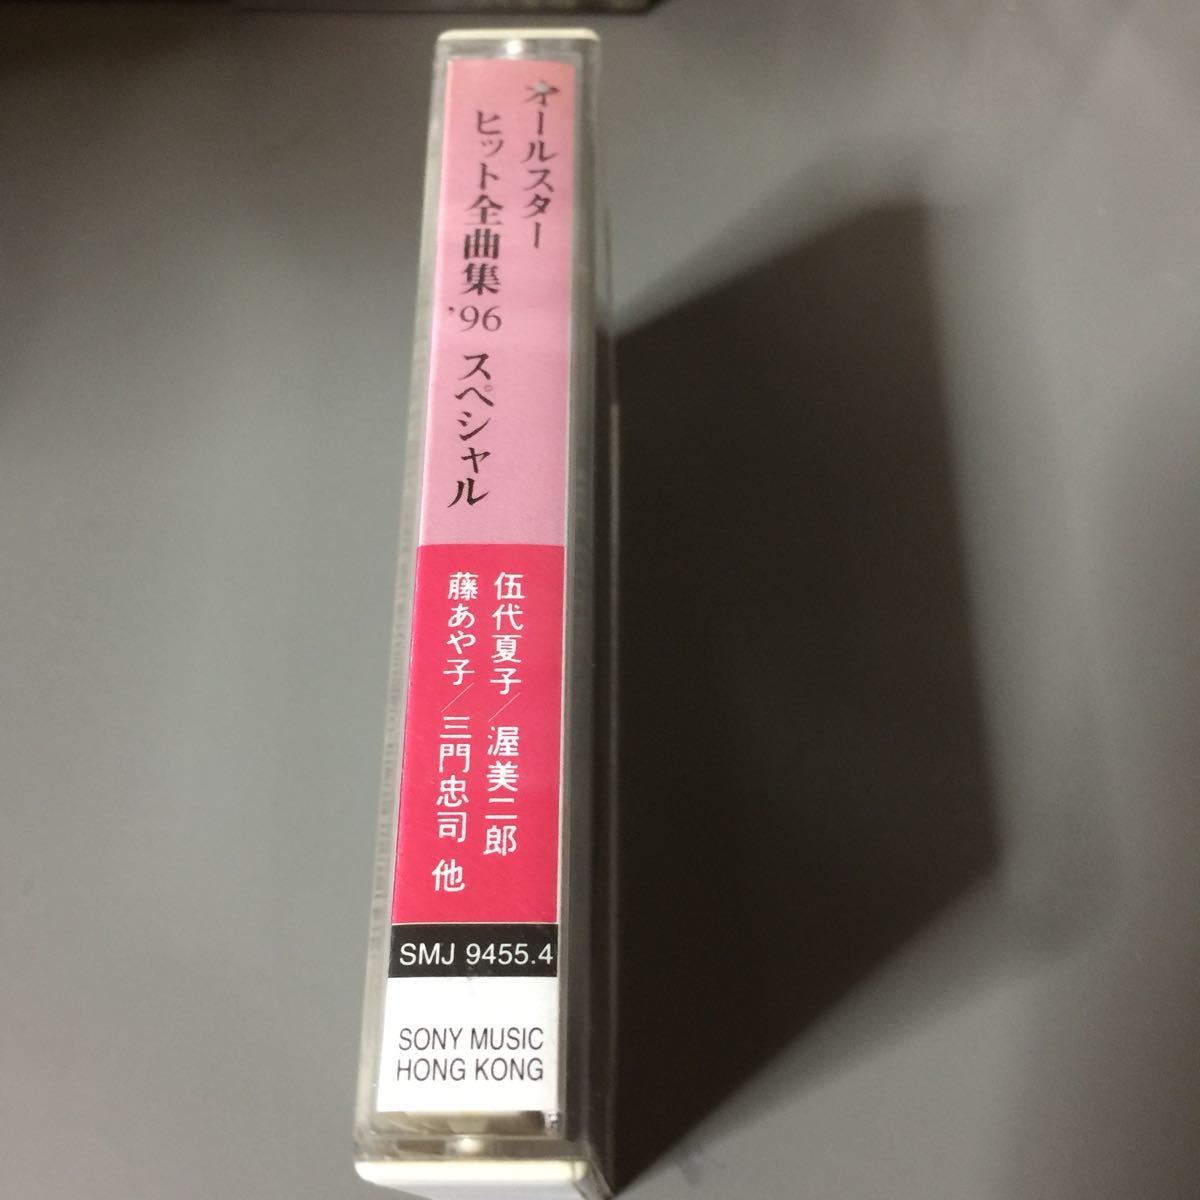 オールスター
ヒット全曲集 '96 スペシャル
伍代夏子／渥美二郎
藤あや子／三門忠司 他
SMJ 9455.4
SONY MUSIC
HONG KONG